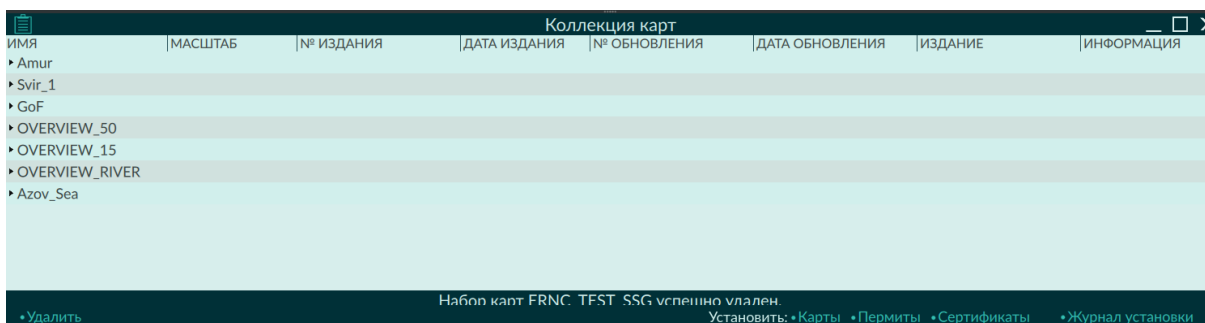 Коллекция карт
ИМЯ МАСШТАБ № ИЗДАНИЯ ДАТА ИЗДАНИЯ № ОБНОВЛЕНИЯ ДАТА ОБНОВЛЕНИЯ ИЗДАНИЕ ИНФОРМАЦИЯ
Amur
Svir_1
GoF
OVERVIEW_50
OVERVIEW_15
OVERVIEW_RIVER
Azov_Sea
Набор карт ERNC_TEST_SSG успешно удален.
•Удалить Установить: •Карты •Пермиты •Сертификаты •Журнал установки